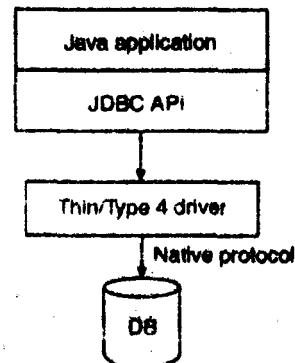 Java application
JDBC API
Thin/Type 4 driver
Native protocol
DB